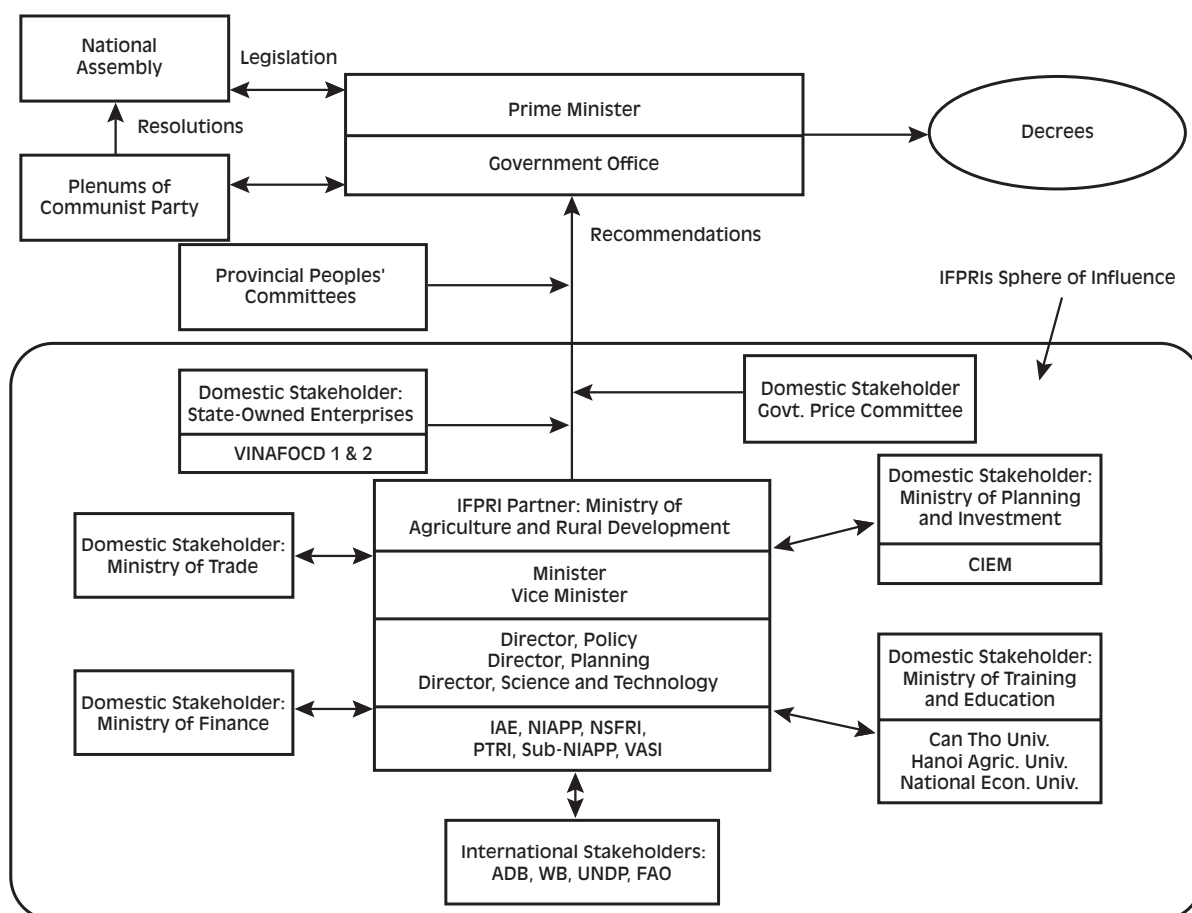 National
Assembly
Legislation
Prime Minister
Decrees
Resolutions
Government Office
Plenums of
Communist Party
Recommendations
Provincial Peoples'
Committees
IFPRIs Sphere of Influence
Domestic Stakeholder:
State-Owned Enterprises
VINAFOCD 1 & 2
Domestic Stakeholder
Govt. Price Committee
IFPRI Partner: Ministry of
Agriculture and Rural Development
Domestic Stakeholder:
Ministry of Planning
and Investment
CIEM
Domestic Stakeholder:
Ministry of Trade
Minister
Vice Minister
Director, Policy
Director, Planning
Director, Science and Technology
Domestic Stakeholder:
Ministry of Training
and Education
Can Tho Univ.
Hanoi Agric. Univ.
National Econ. Univ.
Domestic Stakeholder:
Ministry of Finance
IAE, NIAPP, NSFRI,
PTRI, Sub-NIAPP, VASI
International Stakeholders:
ADB, WB, UNDP, FAO